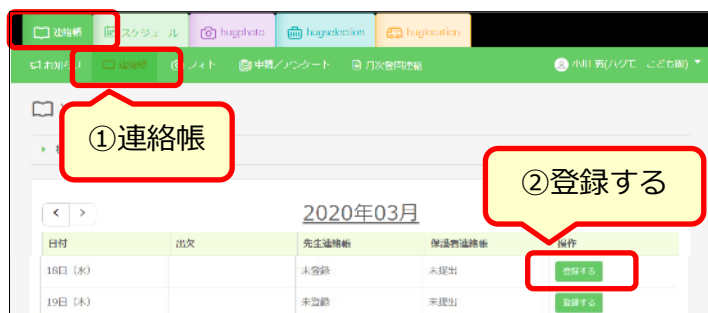 連絡帳 スケジュール hugphoto hugselection huglocation
お知らせ 連絡帳 フォト 申請/アンケート
①連絡帳
②登録する
2020年03月
日付 出欠 先生連絡帳 保護者連絡帳 操作
18日 (水) 未登録 未提出 登録する
19日 (木) 未登録 未提出 登録する